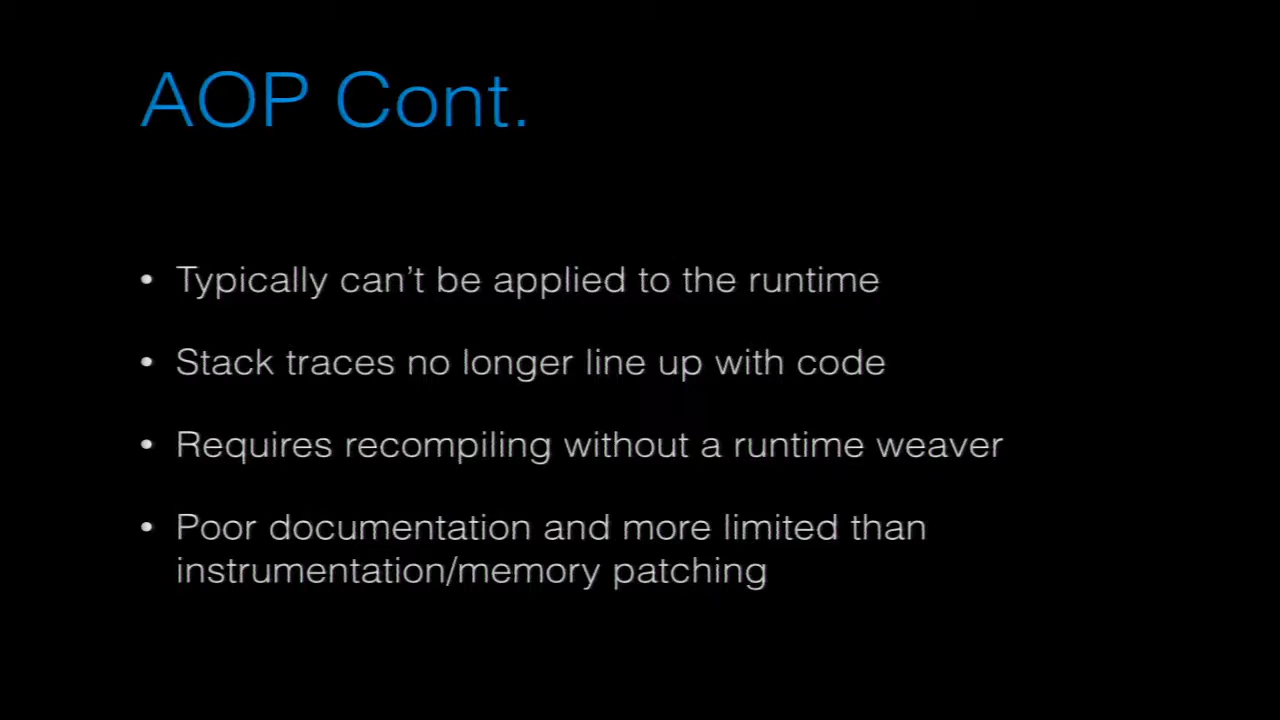 AOP Cont.
• Typically can’t be applied to the runtime
• Stack traces no longer line up with code
• Requires recompiling without a runtime weaver
• Poor documentation and more limited than
instrumentation/memory patching